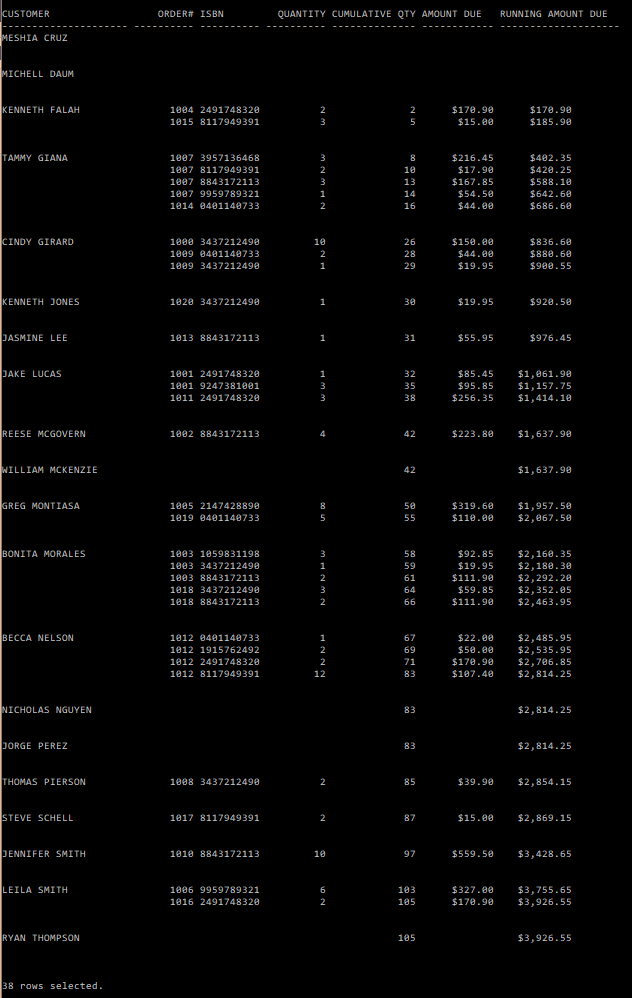 CUSTOMER ORDER# ISBN QUANTITY CUMULATIVE QTY AMOUNT DUE RUNNING AMOUNT DUE
--------------------- ---------- ---------- ---------- -------------- ------------ --------------------
MESHIA CRUZ
MICHELL DAUM
KENNETH FALAH 1004 2491748320 2 2 $170.90 $170.90
1015 8117949391 3 5 $15.00 $185.90
TAMMY GIANA 1007 3957136468 3 8 $216.45 $402.35
1007 8117949391 2 10 $17.90 $420.25
1007 8843172113 3 13 $167.85 $588.10
1007 9959789321 1 14 $54.50 $642.60
1014 0401140733 2 16 $44.00 $686.60
CINDY GIRARD 1000 3437212490 10 26 $150.00 $836.60
1009 0401140733 2 28 $44.00 $880.60
1009 3437212490 1 29 $19.95 $900.55
KENNETH JONES 1020 3437212490 1 30 $19.95 $920.50
JASMINE LEE 1013 8843172113 1 31 $55.95 $976.45
JAKE LUCAS 1001 2491748320 1 32 $85.45 $1,061.90
1001 9247381001 3 35 $95.85 $1,157.75
1011 2491748320 3 38 $256.35 $1,414.10
REESE MCGOVERN 1002 8843172113 4 42 $223.80 $1,637.90
WILLIAM MCKENZIE 42 $1,637.90
GREG MONTIASA 1005 2147428890 8 50 $319.60 $1,957.50
1019 0401140733 5 55 $110.00 $2,067.50
BONITA MORALES 1003 1059831198 3 58 $92.85 $2,160.35
1003 3437212490 1 59 $19.95 $2,180.30
1003 8843172113 2 61 $111.90 $2,292.20
1018 3437212490 3 64 $59.85 $2,352.05
1018 8843172113 2 66 $111.90 $2,463.95
BECCA NELSON 1012 0401140733 1 67 $22.00 $2,485.95
1012 1915762492 2 69 $50.00 $2,535.95
1012 2491748320 2 71 $170.90 $2,706.85
1012 8117949391 12 83 $107.40 $2,814.25
NICHOLAS NGUYEN 83 $2,814.25
JORGE PEREZ 83 $2,814.25
THOMAS PIERSON 1008 3437212490 2 85 $39.90 $2,854.15
STEVE SCHELL 1017 8117949391 2 87 $15.00 $2,869.15
JENNIFER SMITH 1010 8843172113 10 97 $559.50 $3,428.65
LEILA SMITH 1006 9959789321 6 103 $327.00 $3,755.65
1016 2491748320 2 105 $170.90 $3,926.55
RYAN THOMPSON 105 $3,926.55
38 rows selected.